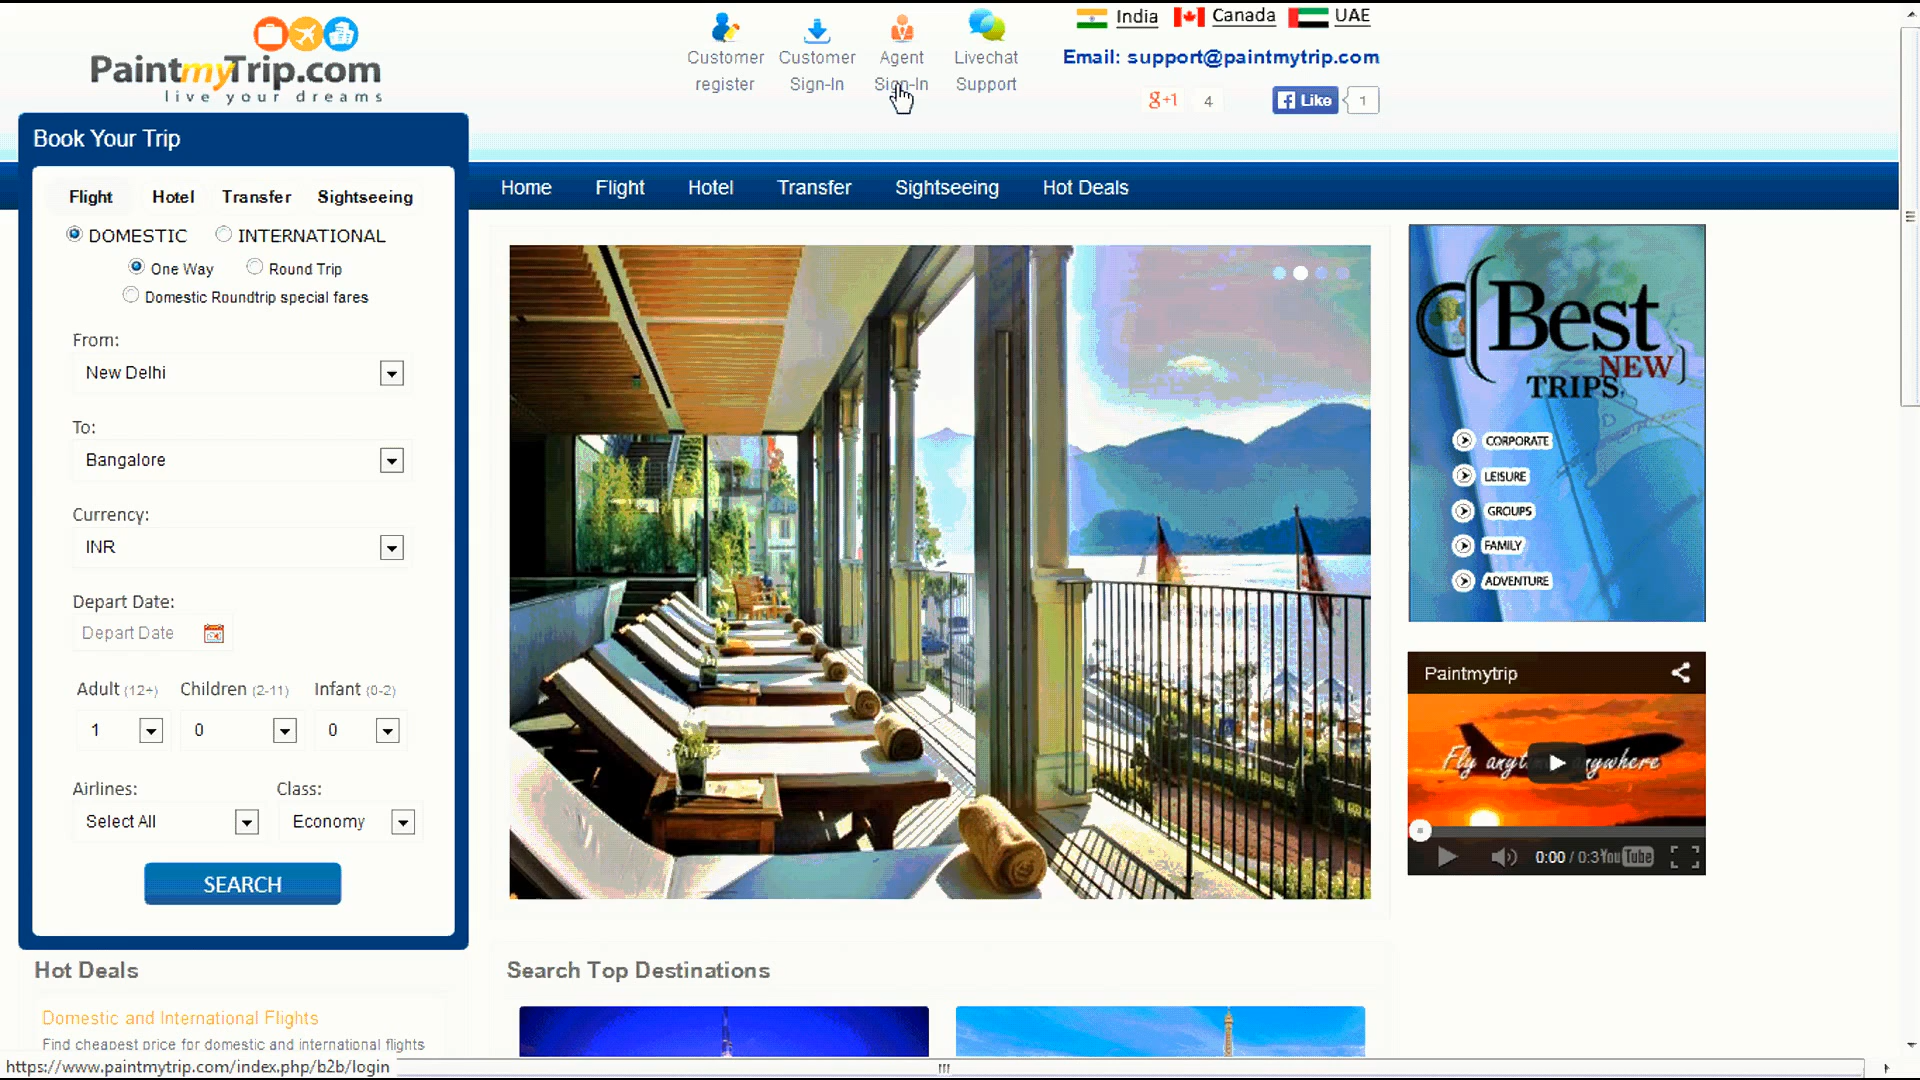 PaintmyTrip.com
live your dreams
Customer register
Customer Sign-In
Agent Sign-In
Livechat Support
India
Canada
UAE
Email: support@paintmytrip.com
g+1
4
Like
1
Book Your Trip
Flight
Hotel
Transfer
Sightseeing
DOMESTIC
INTERNATIONAL
One Way
Round Trip
Domestic Roundtrip special fares
From:
New Delhi
To:
Bangalore
Currency:
INR
Depart Date:
Depart Date
Adult (12+)
Children (2-11)
Infant (0-2)
1
0
0
Airlines:
Class:
Select All
Economy
SEARCH
Home
Flight
Hotel
Transfer
Sightseeing
Hot Deals
Best
NEW
TRIPS
CORPORATE
LEISURE
GROUPS
FAMILY
ADVENTURE
Paintmytrip
0:00 / 0:3
YouTube
Hot Deals
Domestic and International Flights
Find cheapest price for domestic and international flights
Search Top Destinations
https://www.paintmytrip.com/index.php/b2b/login